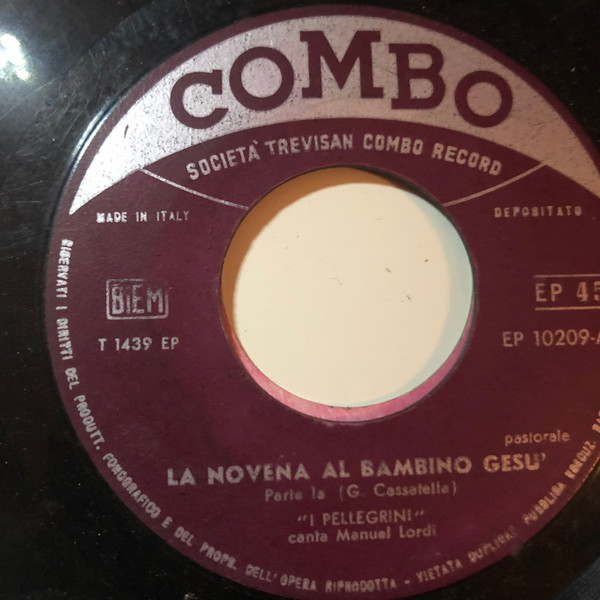 COMBO
SOCIETÀ TREVISAN COMBO RECORD
MADE IN ITALY
DEPOSITATO
BIEM
EP 45
T 1439 EP
EP 10209-A
pastorale
LA NOVENA AL BAMBINO GESU'
Parte 1a (G. Cassatella)
"I PELLEGRINI"
canta Manuel Lordi
RISERVATI I DIRITTI DEL PRODUTT. FONOGRAFICO E DEL PROPR. DELL'OPERA RIPRODOTTA - VIETATA DUPLICAZ. PUBBLICA ESECUZ.